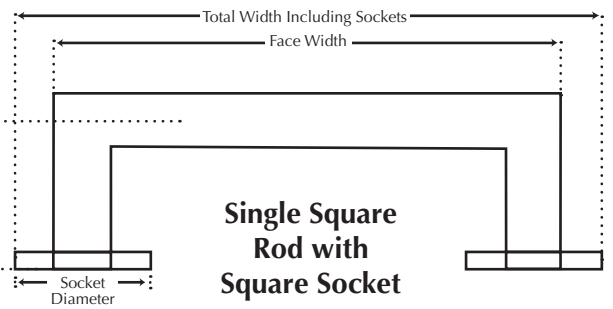 Total Width Including Sockets
Face Width
Single Square
Rod with
Square Socket
Socket
Diameter